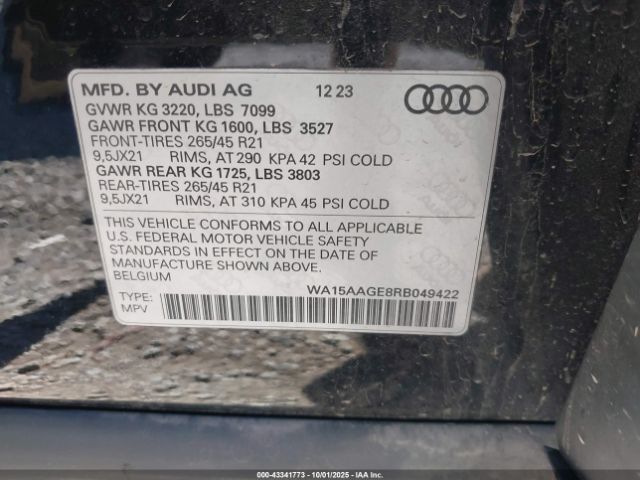 MFD. BY AUDI AG 12 23
GVWR KG 3220, LBS 7099
GAWR FRONT KG 1600, LBS 3527
FRONT-TIRES 265/45 R21
9,5JX21 RIMS, AT 290 KPA 42 PSI COLD
GAWR REAR KG 1725, LBS 3803
REAR-TIRES 265/45 R21
9,5JX21 RIMS, AT 310 KPA 45 PSI COLD
THIS VEHICLE CONFORMS TO ALL APPLICABLE
U.S. FEDERAL MOTOR VEHICLE SAFETY
STANDARDS IN EFFECT ON THE DATE OF
MANUFACTURE SHOWN ABOVE.
BELGIUM
WA15AAGE8RB049422
TYPE:
MPV
000-43341773 - 10/01/2025 - IAA Inc.